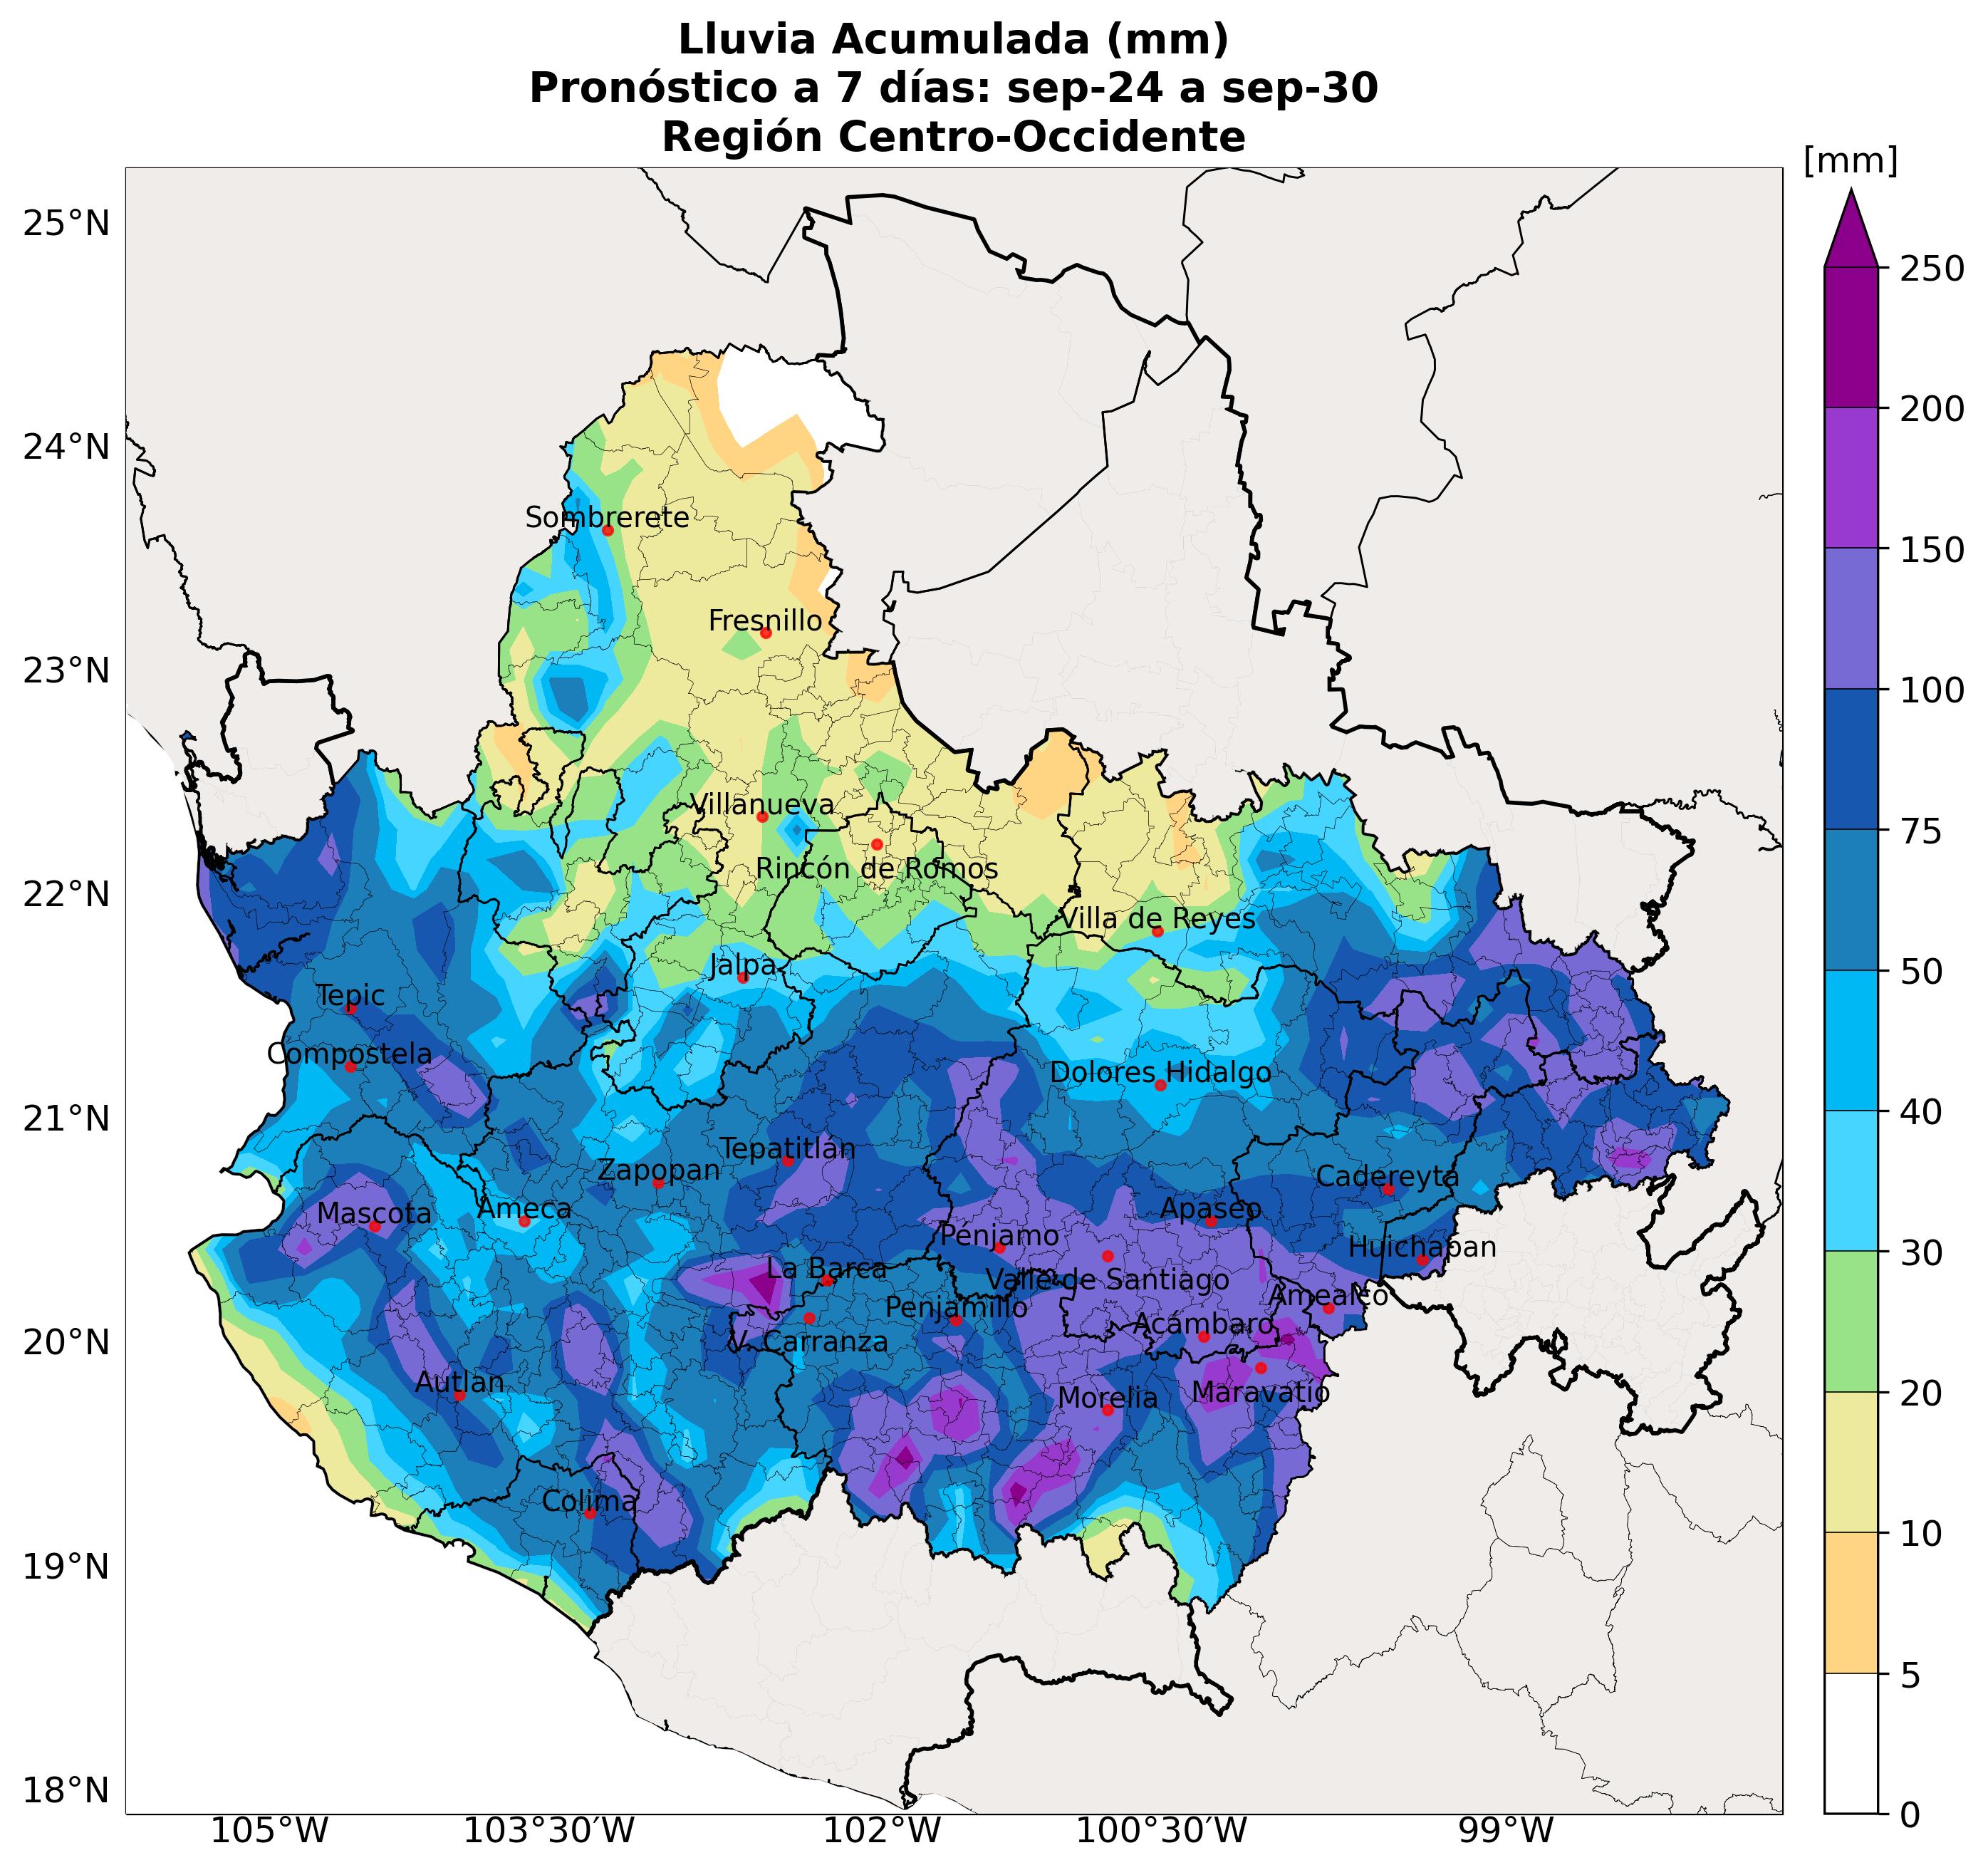 Lluvia Acumulada (mm)
Pronóstico a 7 días: sep-24 a sep-30
Región Centro-Occidente
[mm]
25°N
24°N
23°N
22°N
21°N
20°N
19°N
18°N
Sombrerete
Fresnillo
Villanueva
Rincón de Romos
Villa de Reyes
Jalpa
Tepic
Compostela
Dolores Hidalgo
Tepatitlán
Zapopan
Cadereyta
Mascota
Ameca
Apaseo
Penjamo
Huichapan
La Barca
Valle de Santiago
Amealco
Penjamillo
Acámbaro
V. Carranza
Autlan
Morelia
Maravatío
Colima
105°W
103°30'W
102°W
100°30'W
99°W
250
200
150
100
75
50
40
30
20
10
5
0